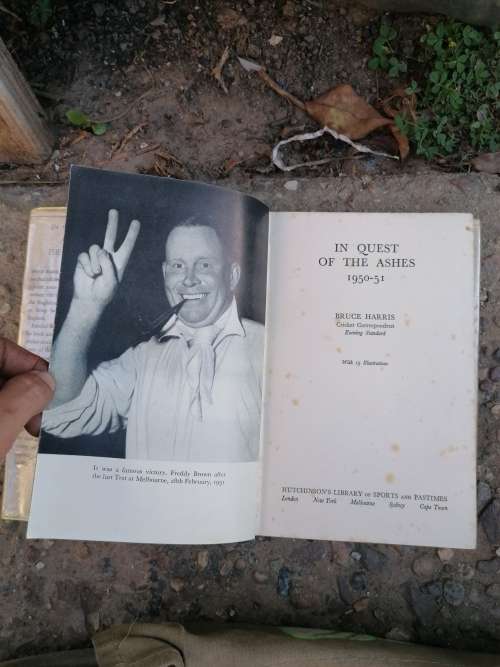 It was a famous victory. Freddy Brown after
the last Test at Melbourne, 28th February, 1951
IN QUEST
OF THE ASHES
1950-51
BRUCE HARRIS
Cricket Correspondent
Evening Standard
With 19 Illustrations
HUTCHINSON'S LIBRARY OF SPORTS AND PASTIMES
London New York Melbourne Sydney Cape Town